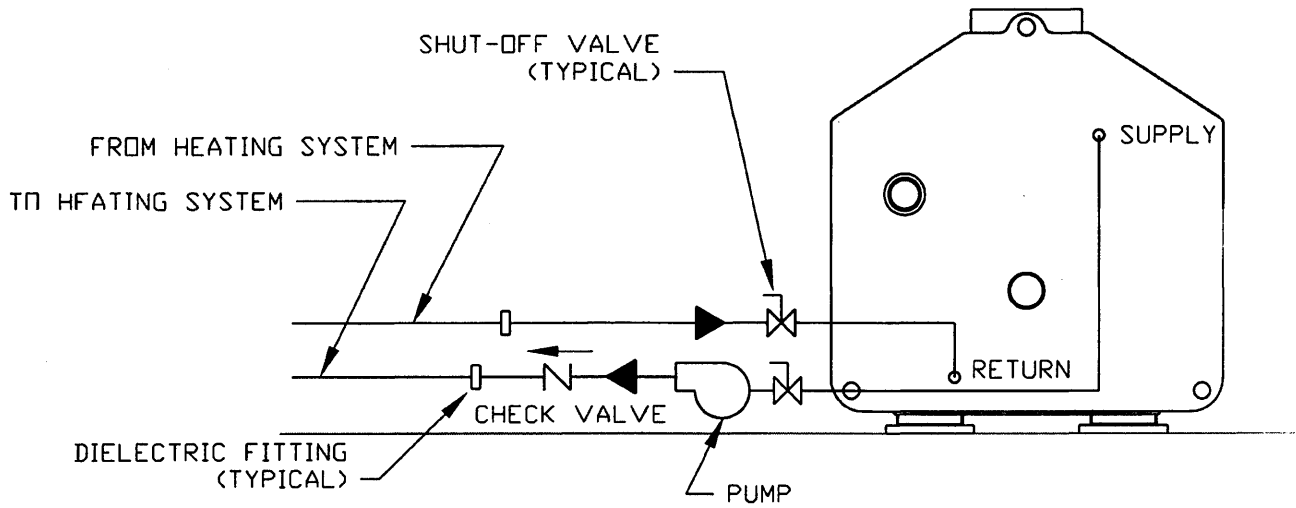 SHUT-OFF VALVE
(TYPICAL)
FROM HEATING SYSTEM
SUPPLY
TO HEATING SYSTEM
RETURN
CHECK VALVE
DIELECTRIC FITTING
(TYPICAL)
PUMP